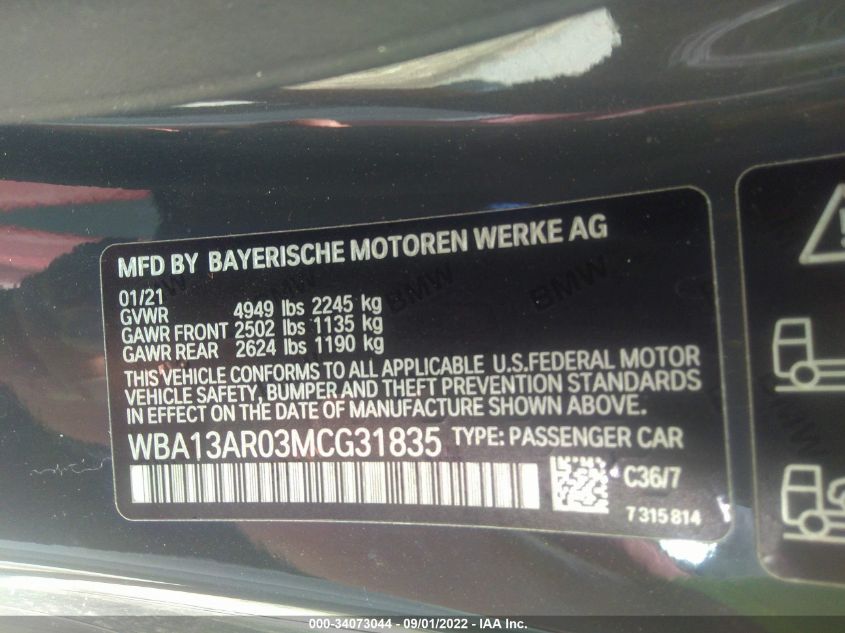 MFD BY BAYERISCHE MOTOREN WERKE AG
01/21
GVWR 4949 lbs 2245 kg
GAWR FRONT 2502 lbs 1135 kg
GAWR REAR 2624 lbs 1190 kg
THIS VEHICLE CONFORMS TO ALL APPLICABLE U.S.FEDERAL MOTOR
VEHICLE SAFETY, BUMPER AND THEFT PREVENTION STANDARDS
IN EFFECT ON THE DATE OF MANUFACTURE SHOWN ABOVE.
WBA13AR03MCG31835 TYPE: PASSENGER CAR
C36/7
7 315 814
BMW BMW BMW
000-34073044 - 09/01/2022 - IAA Inc.